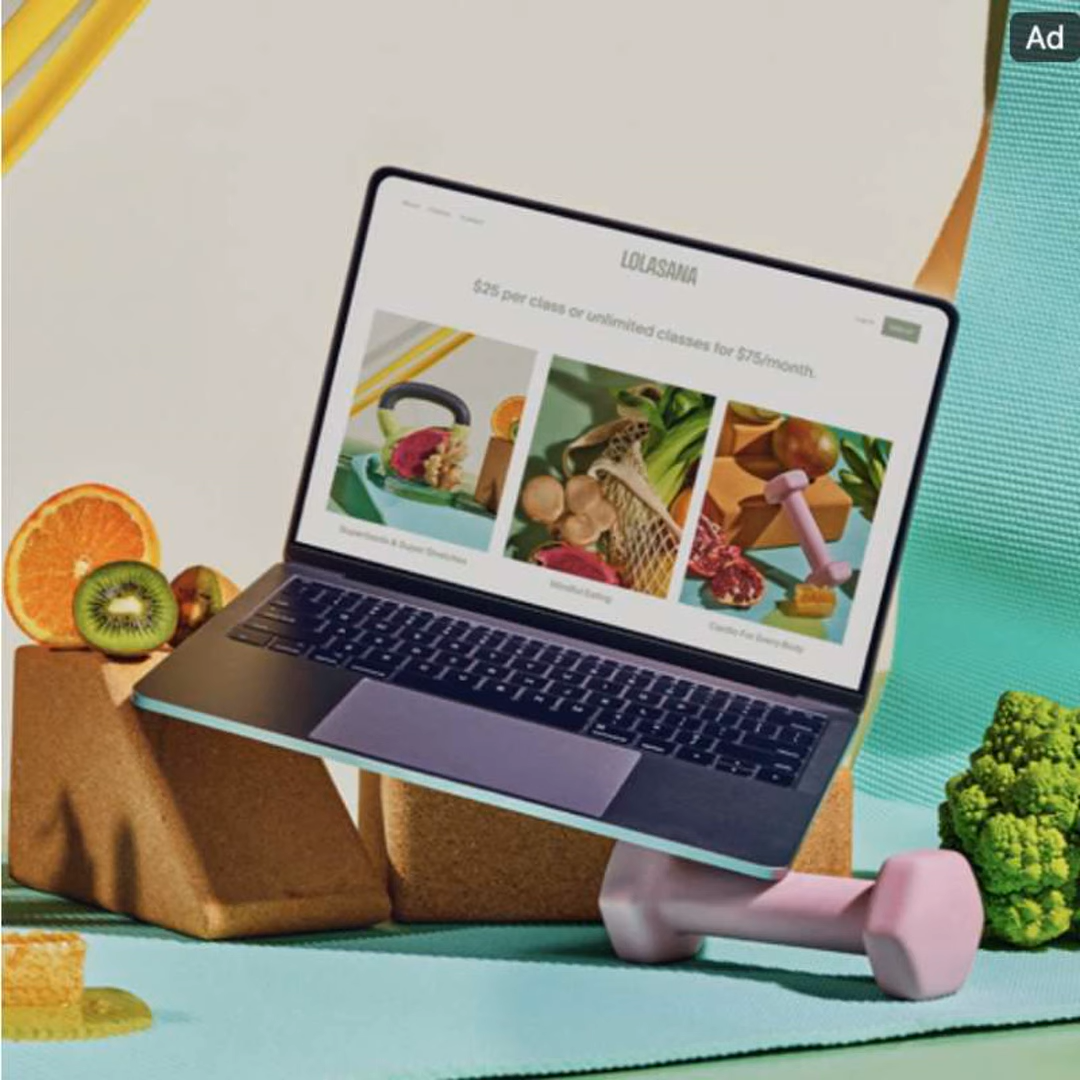 Ad
LOLASANA
$25 per class or unlimited classes for $75/month.
Superfoods & Super Stretches
Mindful Eating
Cardio For Every Body